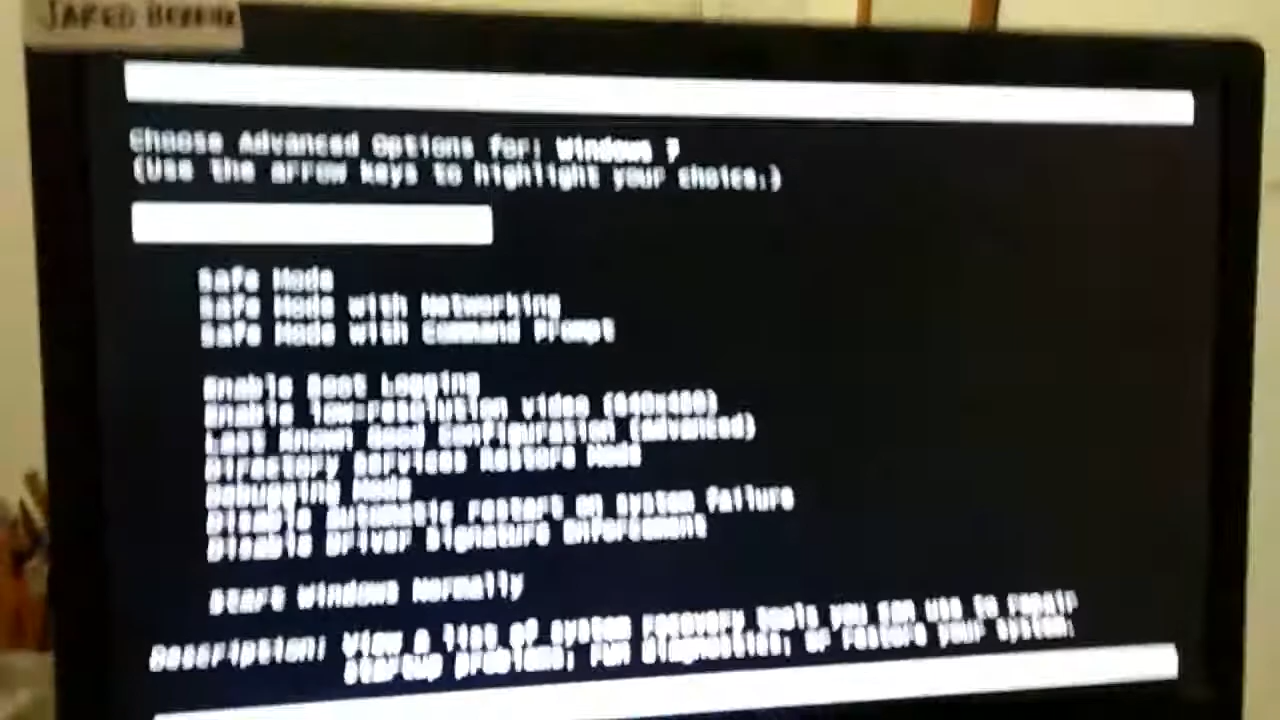 JARED
Choose Advanced Options for: Windows 7
(Use the arrow keys to highlight your choice.)
Safe Mode
Safe Mode with Networking
Safe Mode with Command Prompt
Enable Boot Logging
Enable low-resolution video (640x480)
Last Known Good Configuration (advanced)
Directory Services Restore Mode
Debugging Mode
Disable automatic restart on system failure
Disable Driver Signature Enforcement
Start Windows Normally
Description: View a list of system recovery tools you can use to repair
startup problems, run diagnostics, or restore your system.